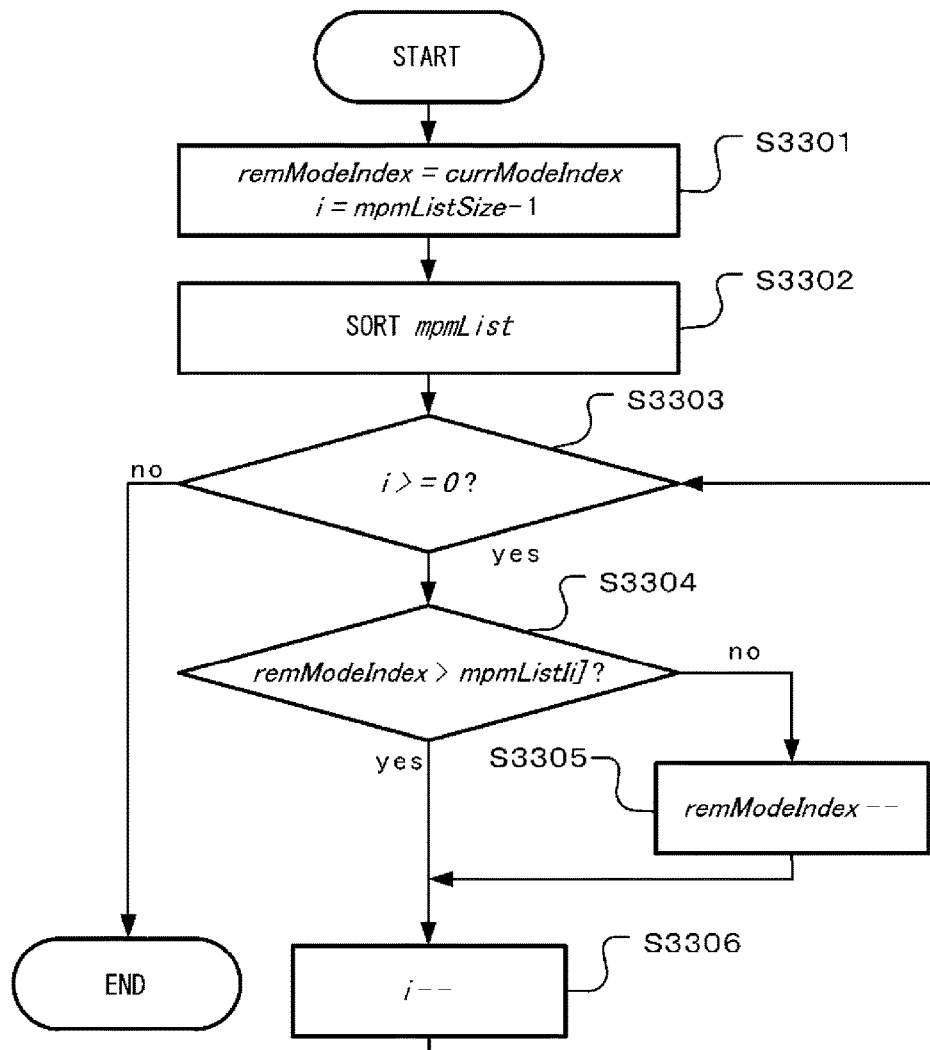 START
S3301
remModeIndex = currModeIndex
i = mpmListSize-1
S3302
SORT mpmList
S3303
no
i >= 0?
yes
S3304
remModeIndex > mpmList[i]?
no
yes
S3305
remModeIndex--
S3306
END
i--